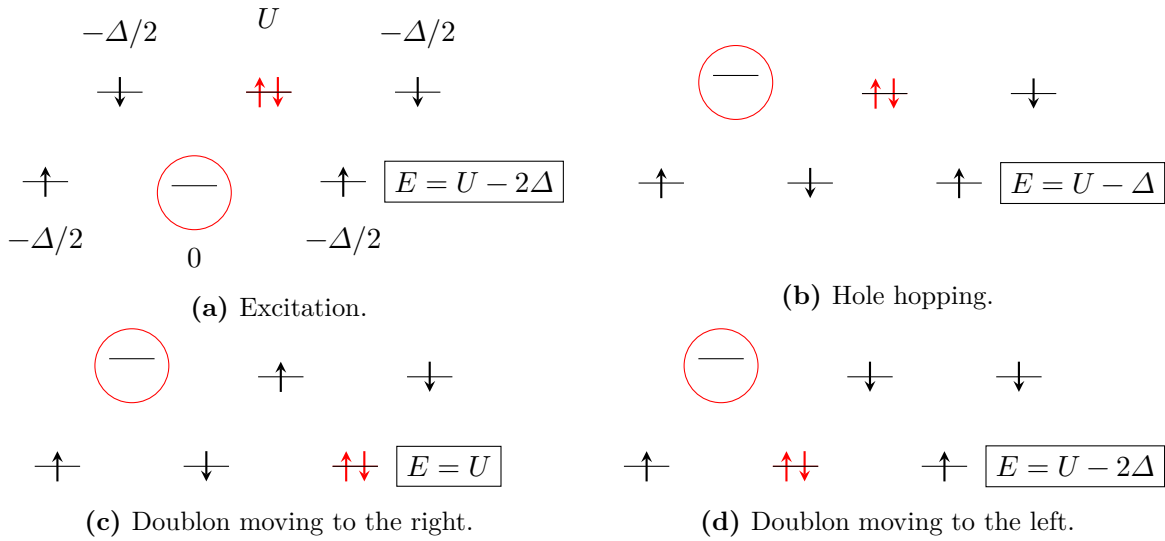 U
−Δ/2 −Δ/2
E = U − 2Δ
−Δ/2 −Δ/2
0
(a) Excitation.
E = U − Δ
(b) Hole hopping.
E = U
(c) Doublon moving to the right.
E = U − 2Δ
(d) Doublon moving to the left.